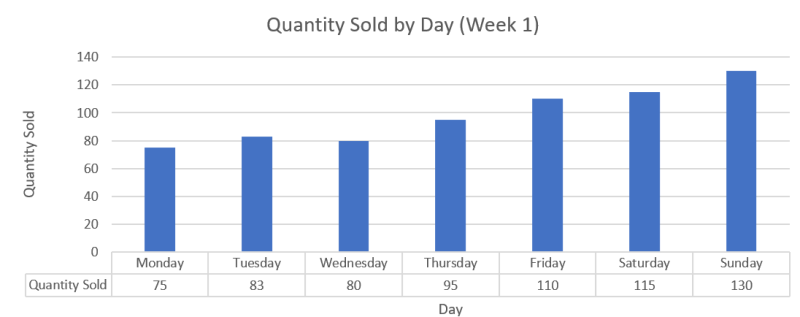 Quantity Sold by Day (Week 1)
140
120
100
80
60
40
20
0
Quantity Sold
Monday Tuesday Wednesday Thursday Friday Saturday Sunday
Quantity Sold 75 83 80 95 110 115 130
Day